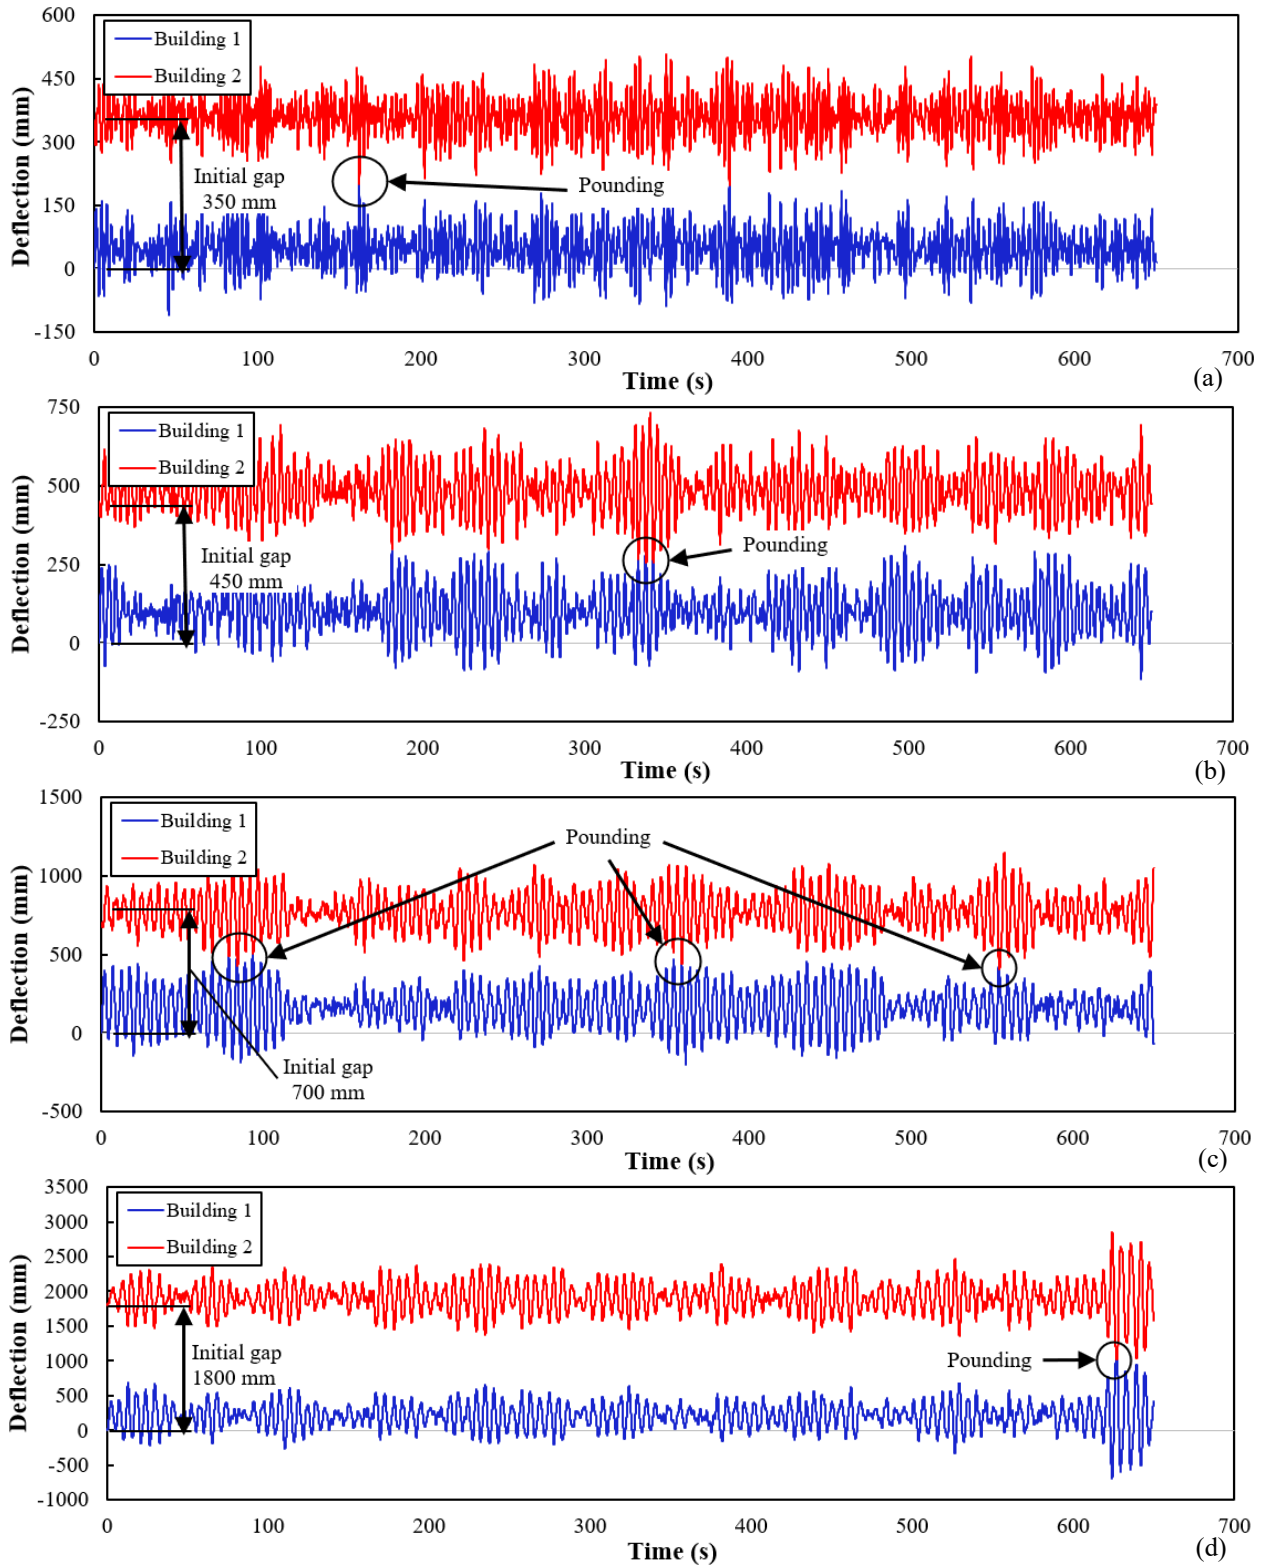 600
Building 1
Building 2
450
300
Initial gap
350 mm
Pounding
150
0
-150
Deflection (mm)
0 100 200 300 400 500 600 700
Time (s)
(a)
750
Building 1
Building 2
500
Initial gap
450 mm
Pounding
250
0
-250
Deflection (mm)
0 100 200 300 400 500 600 700
Time (s)
(b)
1500
Building 1
Building 2
Pounding
1000
500
0
Initial gap
700 mm
-500
Deflection (mm)
0 100 200 300 400 500 600 700
Time (s)
(c)
3500
Building 1
Building 2
3000
2500
2000
1500
Initial gap
1800 mm
Pounding
1000
500
0
-500
-1000
Deflection (mm)
0 100 200 300 400 500 600 700
Time (s)
(d)